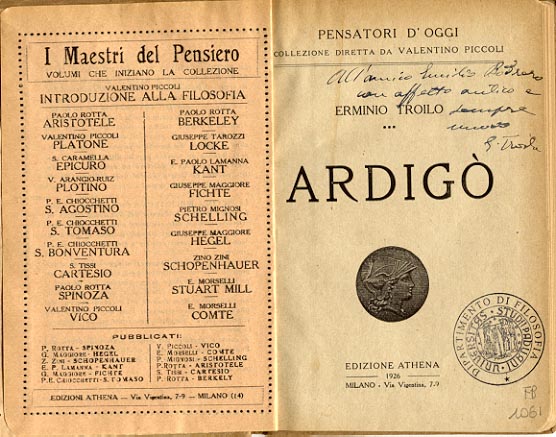 I Maestri del Pensiero
VOLUMI CHE INIZIANO LA COLLEZIONE
VALENTINO PICCOLI
INTRODUZIONE ALLA FILOSOFIA
PAOLO ROTTA
ARISTOTELE
VALENTINO PICCOLI
PLATONE
S. CARAMELLA
EPICURO
V. ARANGIO-RUIZ
PLOTINO
P. E. CHIOCCHETTI
S. AGOSTINO
P. E. CHIOCCHETTI
S. TOMASO
P. E. CHIOCCHETTI
S. BONVENTURA
S. TISSI
CARTESIO
PAOLO ROTTA
SPINOZA
VALENTINO PICCOLI
VICO
PAOLO ROTTA
BERKELEY
GIUSEPPE TAROZZI
LOCKE
E. PAOLO LAMANNA
KANT
GIUSEPPE MAGGIORE
FICHTE
PIETRO MIGNOSI
SCHELLING
GIUSEPPE MAGGIORE
HEGEL
ZINO ZINI
SCHOPENHAUER
E. MORSELLI
STUART MILL
E. MORSELLI
COMTE
PUBBLICATI:
P. ROTTA - SPINOZA
G. MAGGIORE - HEGEL
Z. ZINI - SCHOPENHAUER
E. P. LAMANNA - KANT
G. MAGGIORE - FICHTE
P. E. CHIOCCHETTI - S. TOMASO
V. PICCOLI - VICO
E. MORSELLI - COMTE
P. MIGNOSI - SCHELLING
P. ROTTA - ARISTOTELE
S. TISSI - CARTESIO
P. ROTTA - BERKELY
EDIZIONI ATHENA — Via Vigentina, 7-9 — MILANO (14)
PENSATORI D'OGGI
COLLEZIONE DIRETTA DA VALENTINO PICCOLI
All'amico Emilio Bodrero
con affetto antico e
sempre
nuovo
E. Troilo
ERMINIO TROILO
ARDIGÒ
DIPARTIMENTO DI FILOSOFIA
EDIZIONE ATHENA
1926
MILANO - Via Vigentina, 7-9
1061